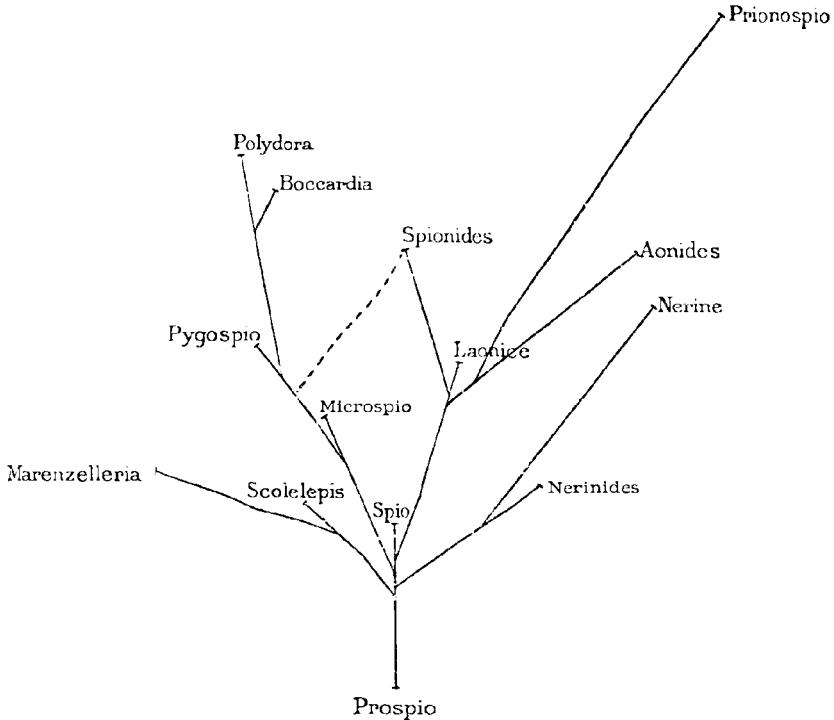 Prionospio
Polydora
Boccardia
Spionides
Aonides
Nerine
Pygospio
Laonice
Microspio
Marenzelleria
Scolelepis
Nerinides
Spio
Prospio